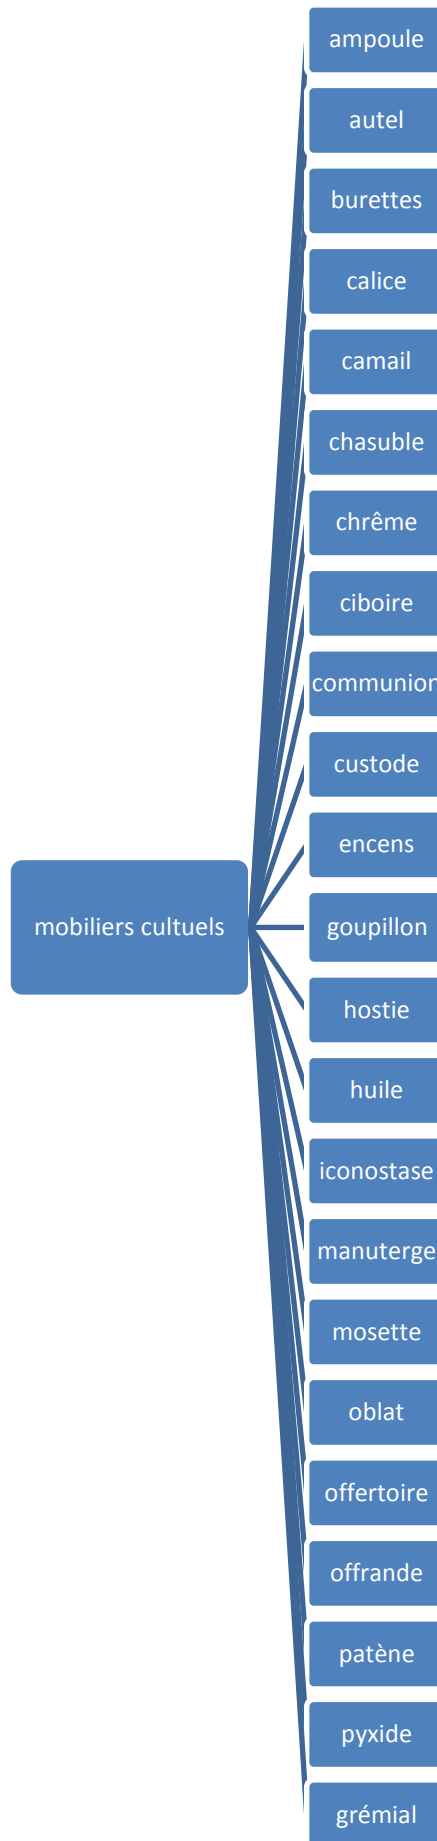 ampoule
autel
burettes
calice
camail
chasuble
chrême
ciboire
communion
custode
encens
mobiliers cultuels
goupillon
hostie
huile
iconostase
manuterge
mosette
oblat
offertoire
offrande
patène
pyxide
grémial